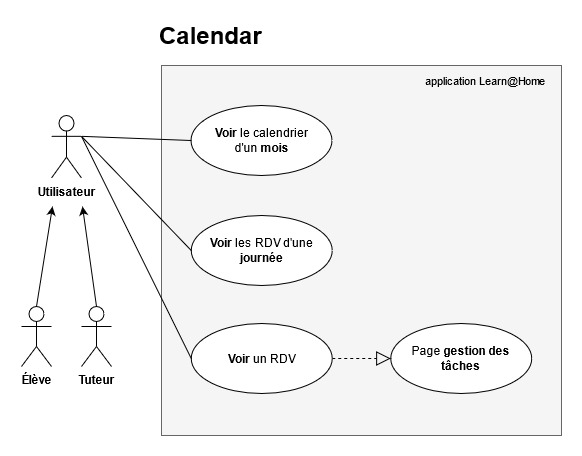 Calendar
application Learn@Home
Voir le calendrier
d'un mois
Utilisateur
Voir les RDV d'une
journée
Voir un RDV
Page gestion des
tâches
Élève
Tuteur